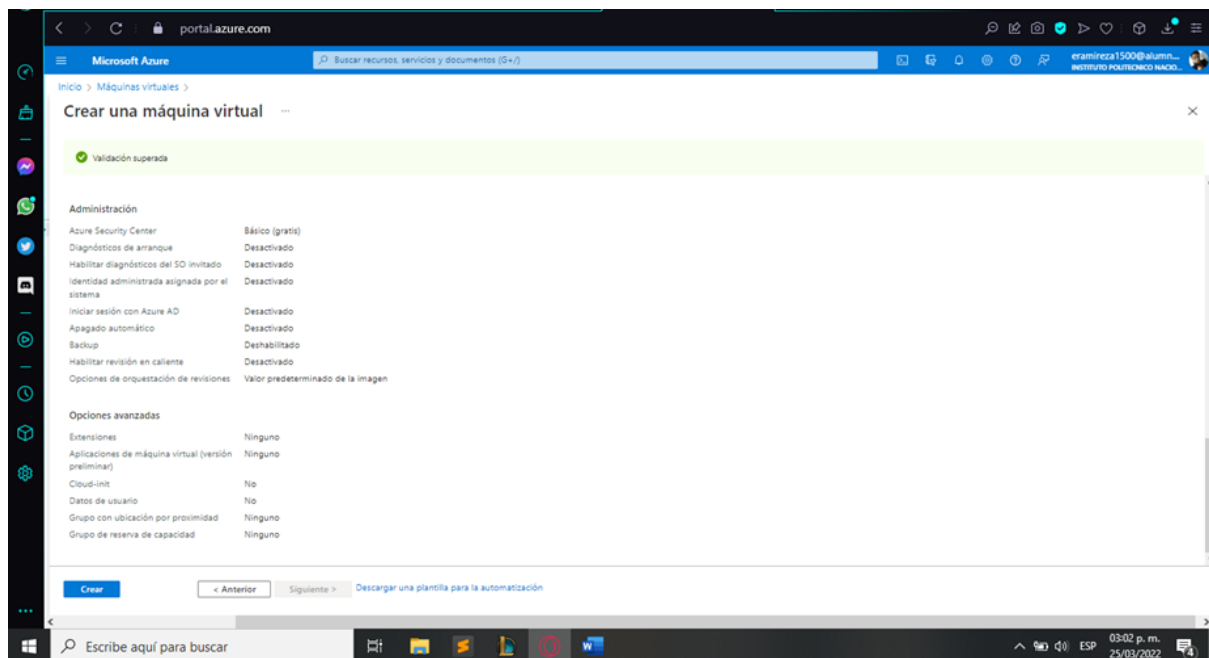 portal.azure.com
Microsoft Azure
Buscar recursos, servicios y documentos (G+/)
eramireza1500@alumn...
INSTITUTO POLITECNICO NACIO...
Inicio > Máquinas virtuales >
Crear una máquina virtual ...
Validación superada
Administración
Azure Security Center Básico (gratis)
Diagnósticos de arranque Desactivado
Habilitar diagnósticos del SO invitado Desactivado
Identidad administrada asignada por el Desactivado
sistema
Iniciar sesión con Azure AD Desactivado
Apagado automático Desactivado
Backup Deshabilitado
Habilitar revisión en caliente Desactivado
Opciones de orquestación de revisiones Valor predeterminado de la imagen
Opciones avanzadas
Extensiones Ninguno
Aplicaciones de máquina virtual (versión Ninguno
preliminar)
Cloud-init No
Datos de usuario No
Grupo con ubicación por proximidad Ninguno
Grupo de reserva de capacidad Ninguno
Crear < Anterior Siguiente > Descargar una plantilla para la automatización
Escribe aquí para buscar
ESP
03:02 p. m.
25/03/2022
4